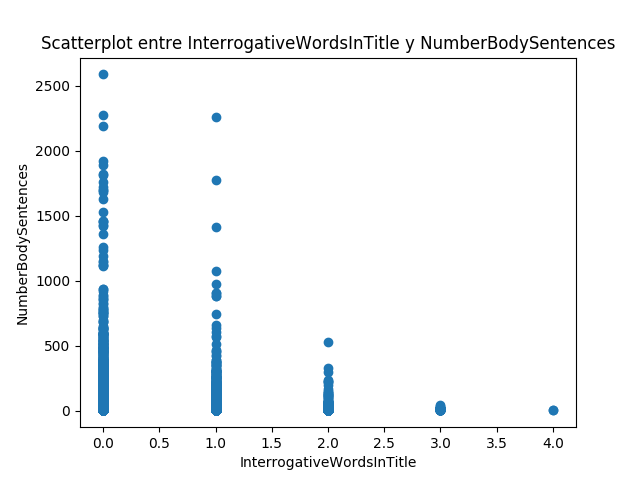 Scatterplot entre InterrogativeWordsInTitle y NumberBodySentences
NumberBodySentences
2500
2000
1500
1000
500
0
0.0 0.5 1.0 1.5 2.0 2.5 3.0 3.5 4.0
InterrogativeWordsInTitle